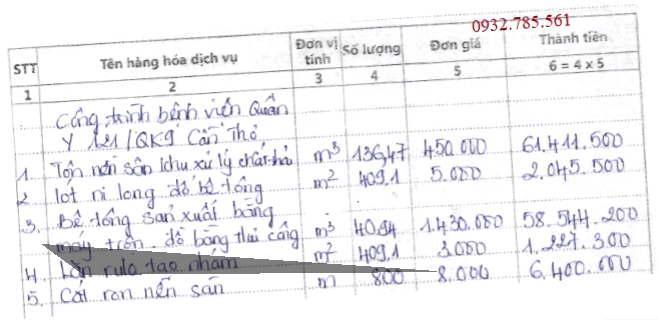 0932.785.561
STT Tên hàng hóa dịch vụ Đơn vị tính Số lượng Đơn giá Thành tiền
1 2 3 4 5 6 = 4 x 5
Công trình bệnh viện Quân
Y 121/QK9 Cần Thơ
1. Tôn nền sân khu xử lý chất thải m³ 136,47 450.000 61.411.500
2. lót ni lông đổ bê tông m² 409,1 5.000 2.045.500
3. Bê tông sản xuất bằng
máy trộn đổ bằng thủ công m³ 40,94 1.430.000 58.544.200
4. Lăn rulo tạo nhám m² 409,1 3.000 1.227.300
5. Cắt ron nền sân m 800 8.000 6.400.000